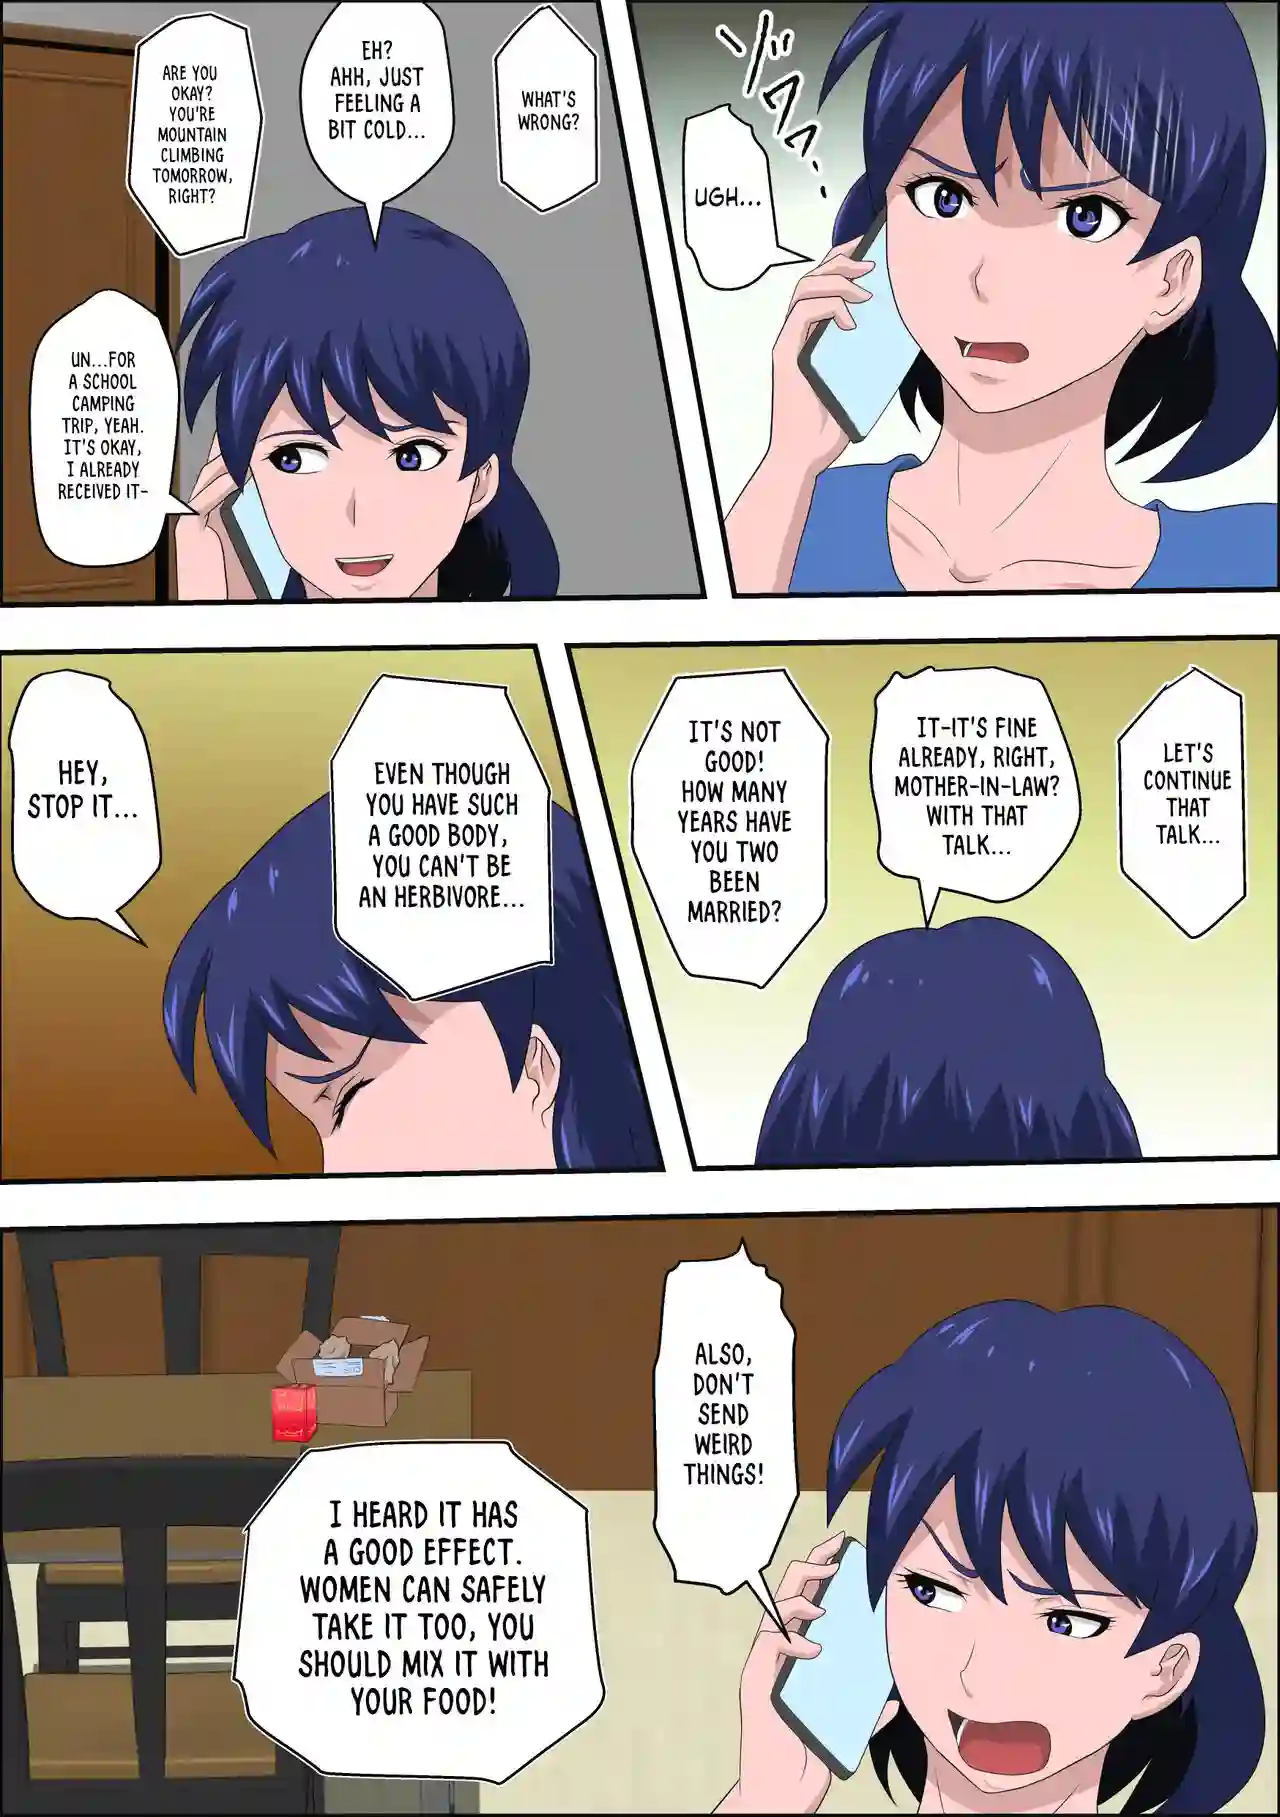 ゾクク...
UGH...
WHAT'S
WRONG?
EH?
AHH, JUST
FEELING A
BIT COLD...
ARE YOU
OKAY?
YOU'RE
MOUNTAIN
CLIMBING
TOMORROW,
RIGHT?
UN...FOR
A SCHOOL
CAMPING
TRIP, YEAH.
IT'S OKAY,
I ALREADY
RECEIVED IT-
LET'S
CONTINUE
THAT
TALK...
IT-IT'S FINE
ALREADY, RIGHT,
MOTHER-IN-LAW?
WITH THAT
TALK...
IT'S NOT
GOOD!
HOW MANY
YEARS HAVE
YOU TWO
BEEN
MARRIED?
EVEN THOUGH
YOU HAVE SUCH
A GOOD BODY,
YOU CAN'T BE
AN HERBIVORE...
HEY,
STOP IT...
ALSO,
DON'T
SEND
WEIRD
THINGS!
I HEARD IT HAS
A GOOD EFFECT.
WOMEN CAN SAFELY
TAKE IT TOO, YOU
SHOULD MIX IT WITH
YOUR FOOD!